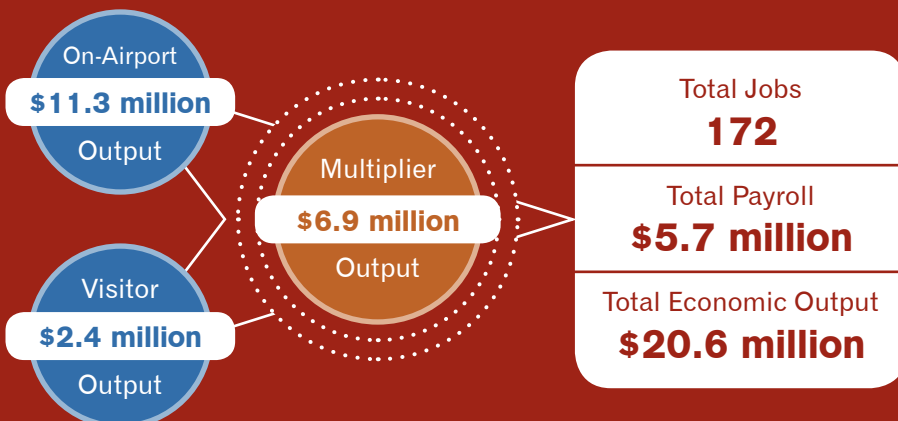 On-Airport
$11.3 million
Output
Visitor
$2.4 million
Output
Multiplier
$6.9 million
Output
Total Jobs
172
Total Payroll
$5.7 million
Total Economic Output
$20.6 million